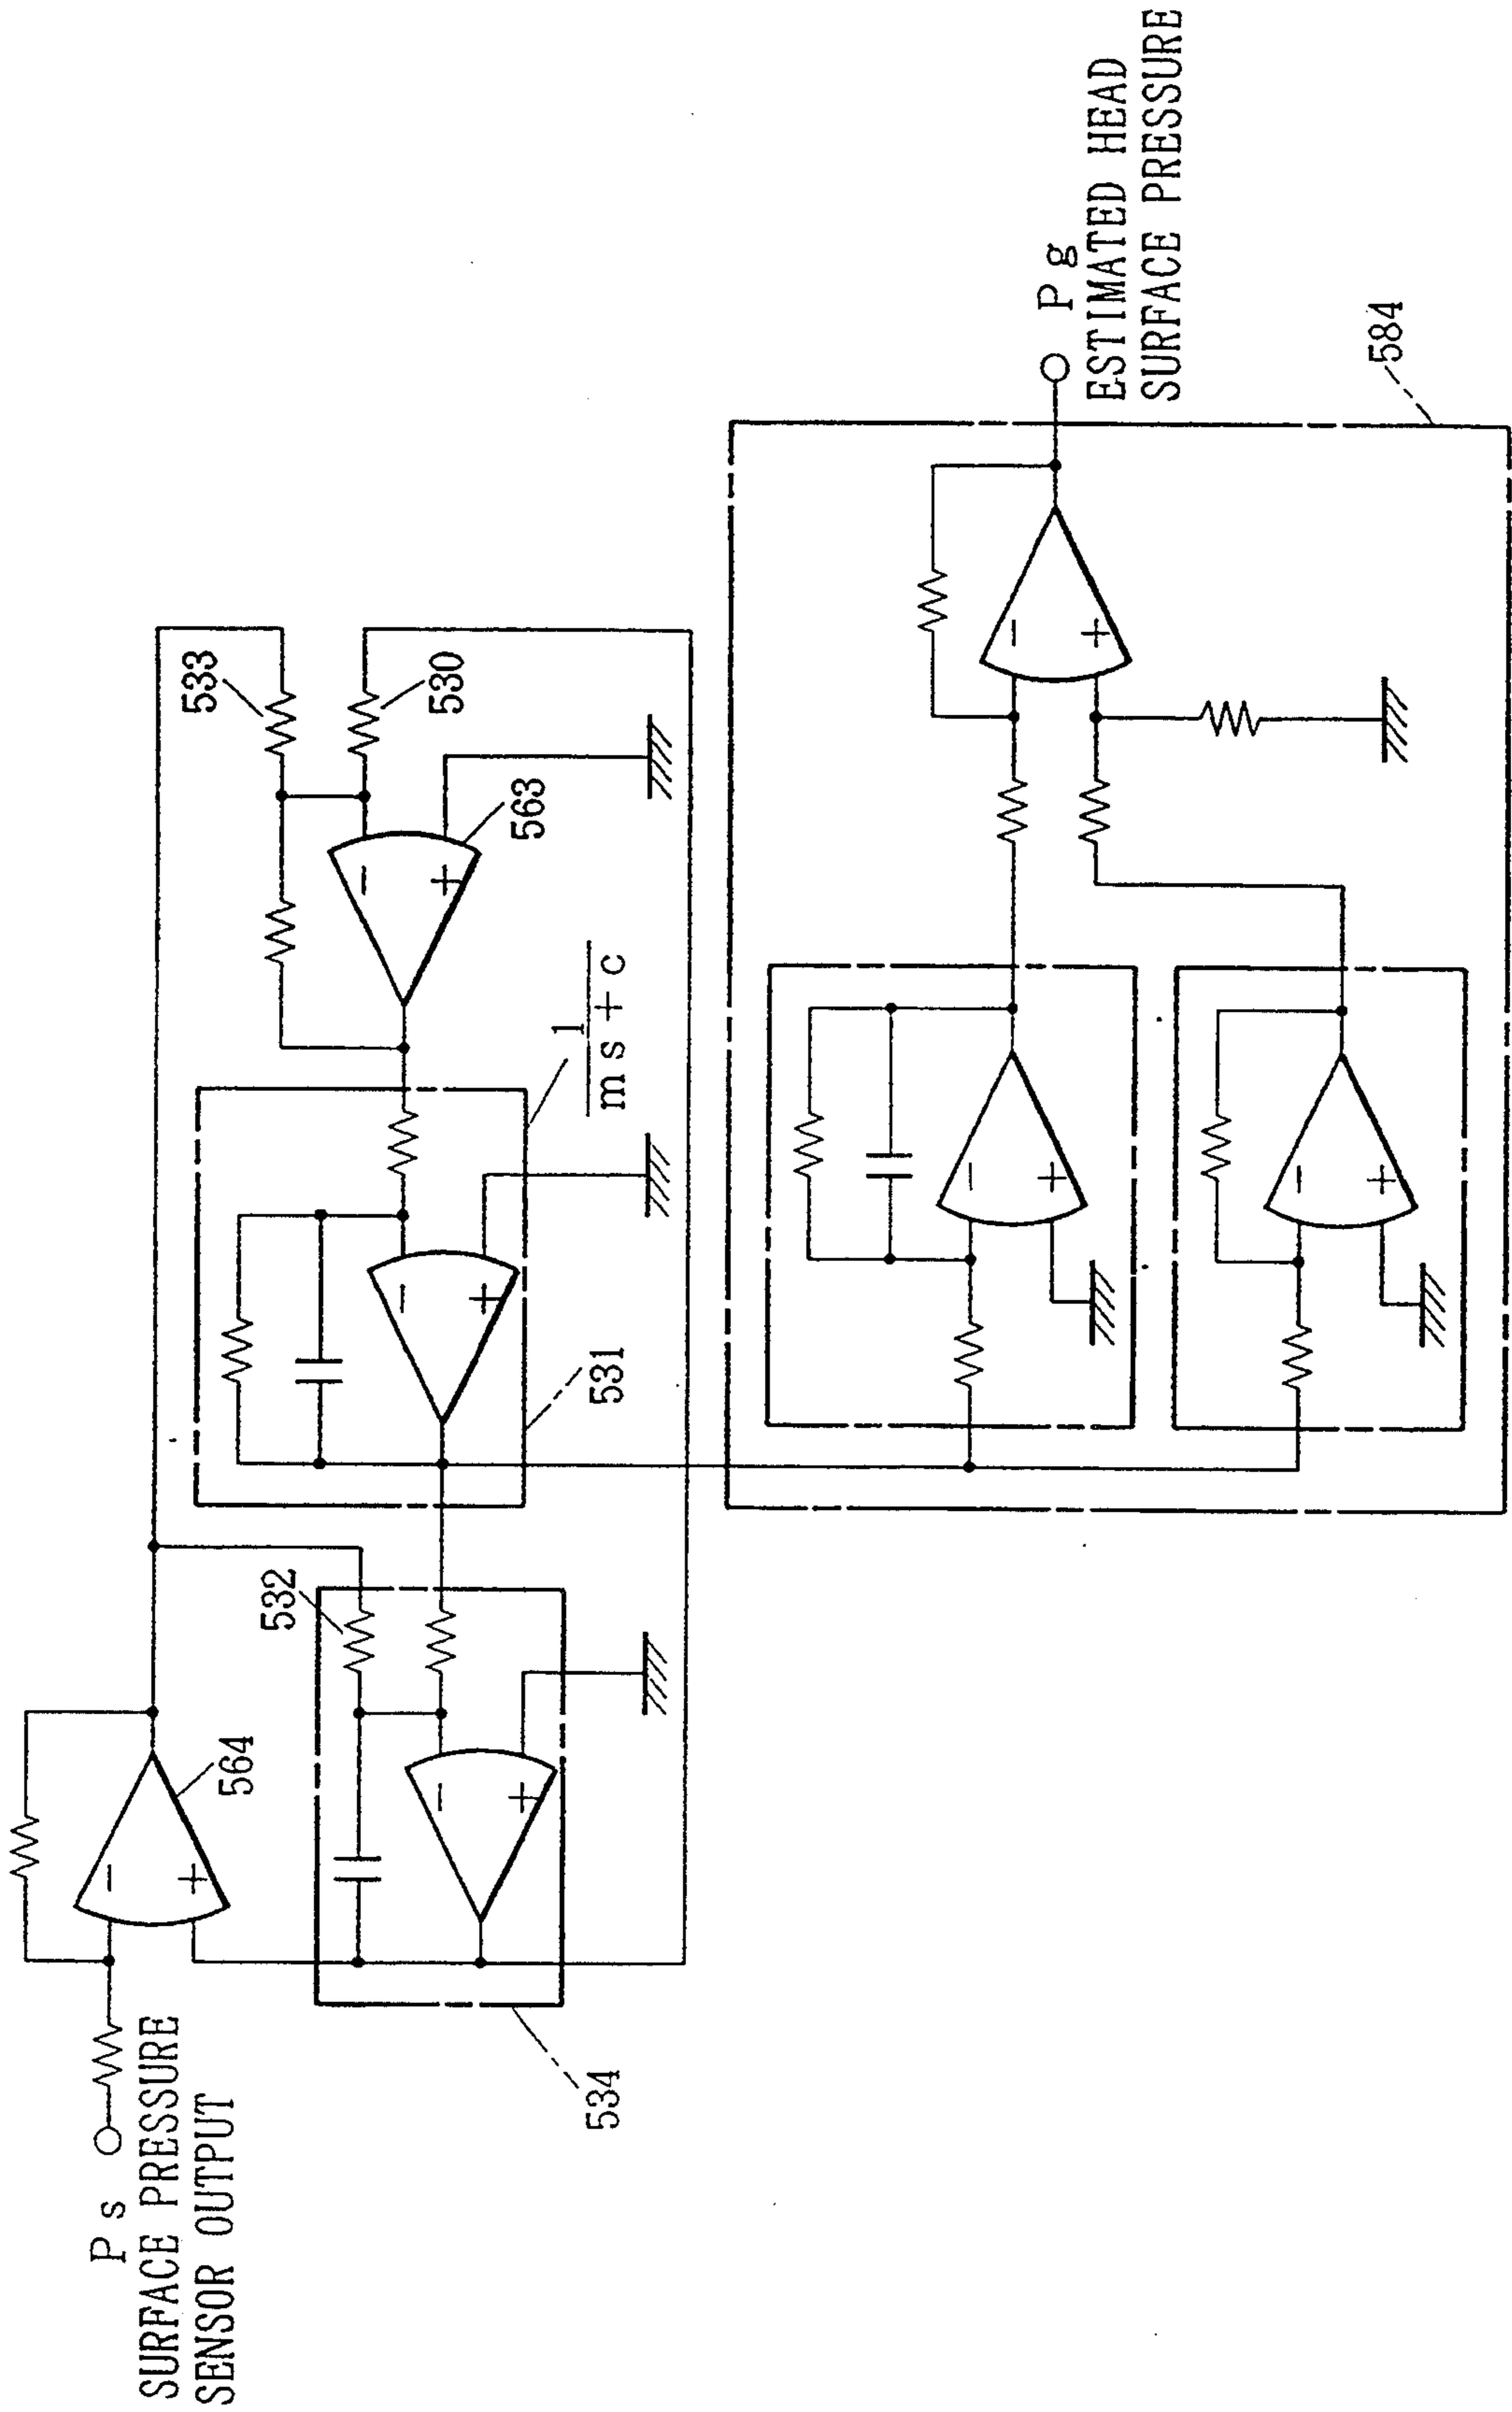 P s
SURFACE PRESSURE
SENSOR OUTPUT
564
534
532
531
1
m s + c
563
533
530
P g
ESTIMATED HEAD
SURFACE PRESSURE
584